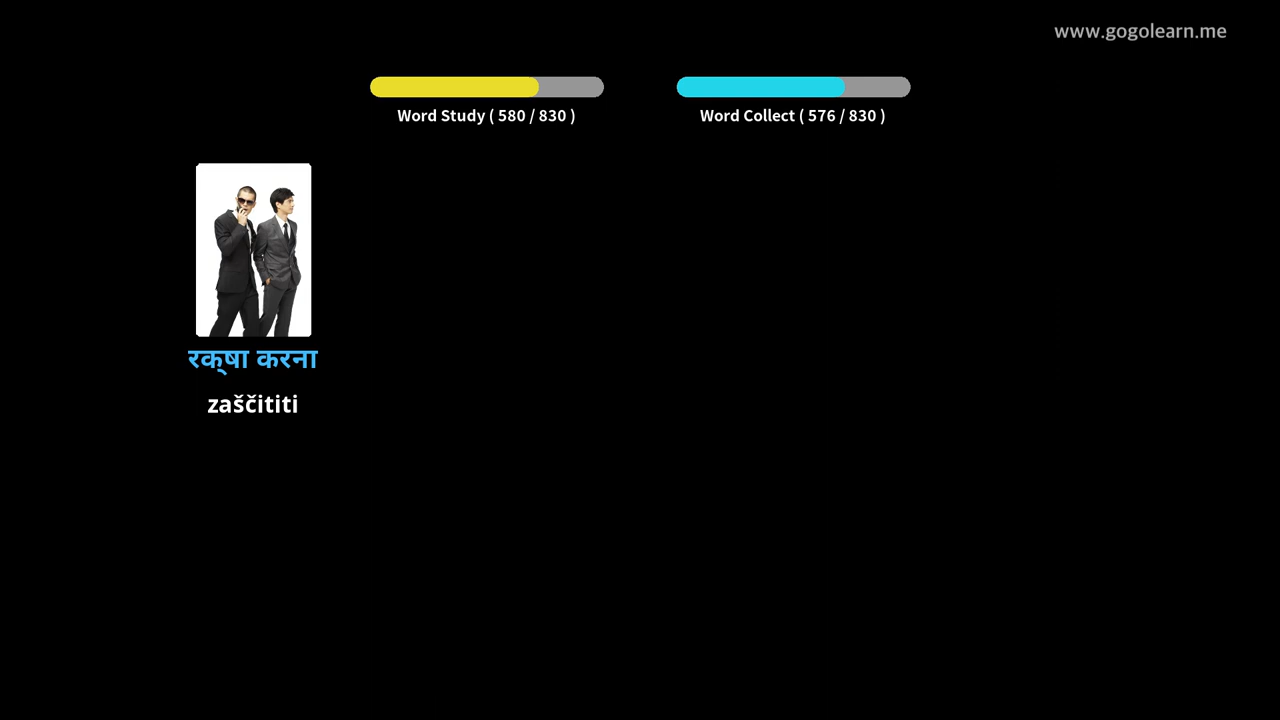 www.gogolearn.me
Word Study ( 580 / 830 )
Word Collect ( 576 / 830 )
रक्षा करना
zaščititi